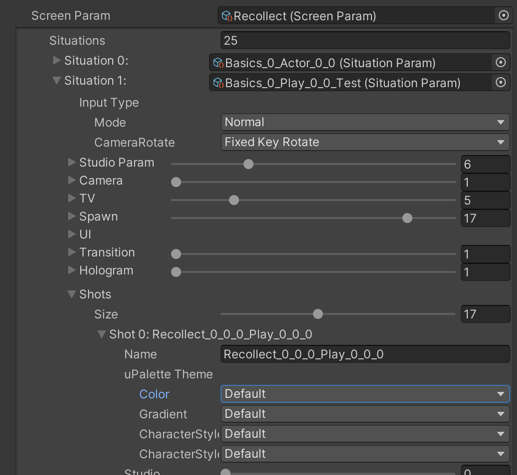 Screen Param Recollect (Screen Param)
Situations 25
Situation 0: Basics_0_Actor_0_0 (Situation Param)
Situation 1: Basics_0_Play_0_0_Test (Situation Param)
Input Type
Mode Normal
CameraRotate Fixed Key Rotate
Studio Param 6
Camera 1
TV 5
Spawn 17
UI
Transition 1
Hologram 1
Shots
Size 17
Shot 0: Recollect_0_0_0_Play_0_0_0
Name Recollect_0_0_0_Play_0_0_0
uPalette Theme
Color Default
Gradient Default
CharacterStyl Default
CharacterStyl Default
Studio 0